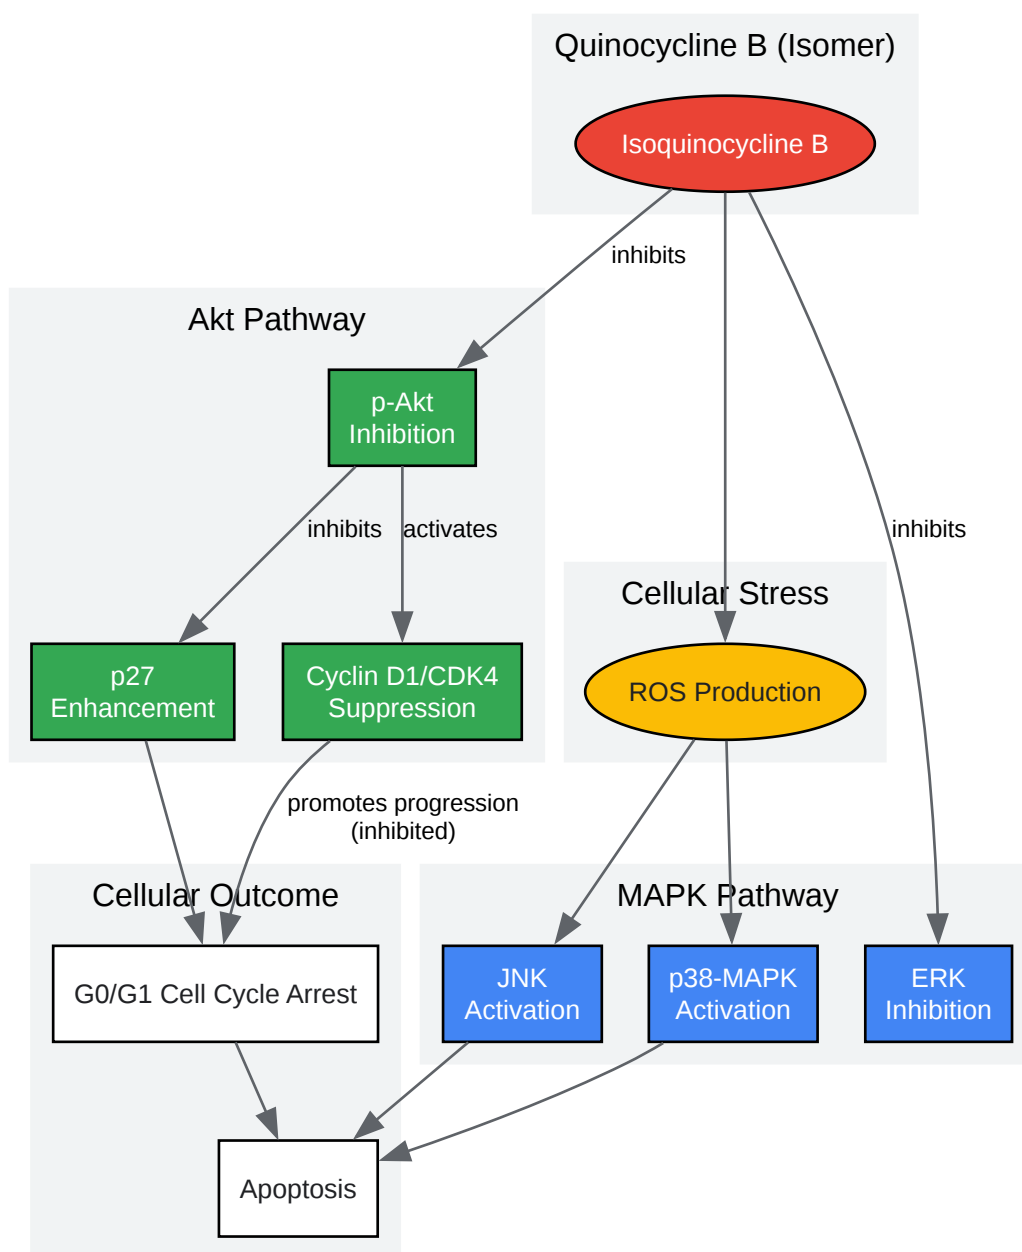 Quinocycline B (Isomer)
Isoquinocycline B
inhibits
Akt Pathway
p-Akt
Inhibition
inhibits
activates
inhibits
Cellular Stress
p27
Enhancement
Cyclin D1/CDK4
Suppression
ROS Production
promotes progression
(inhibited)
Cellular Outcome
MAPK Pathway
G0/G1 Cell Cycle Arrest
JNK
Activation
p38-MAPK
Activation
ERK
Inhibition
Apoptosis